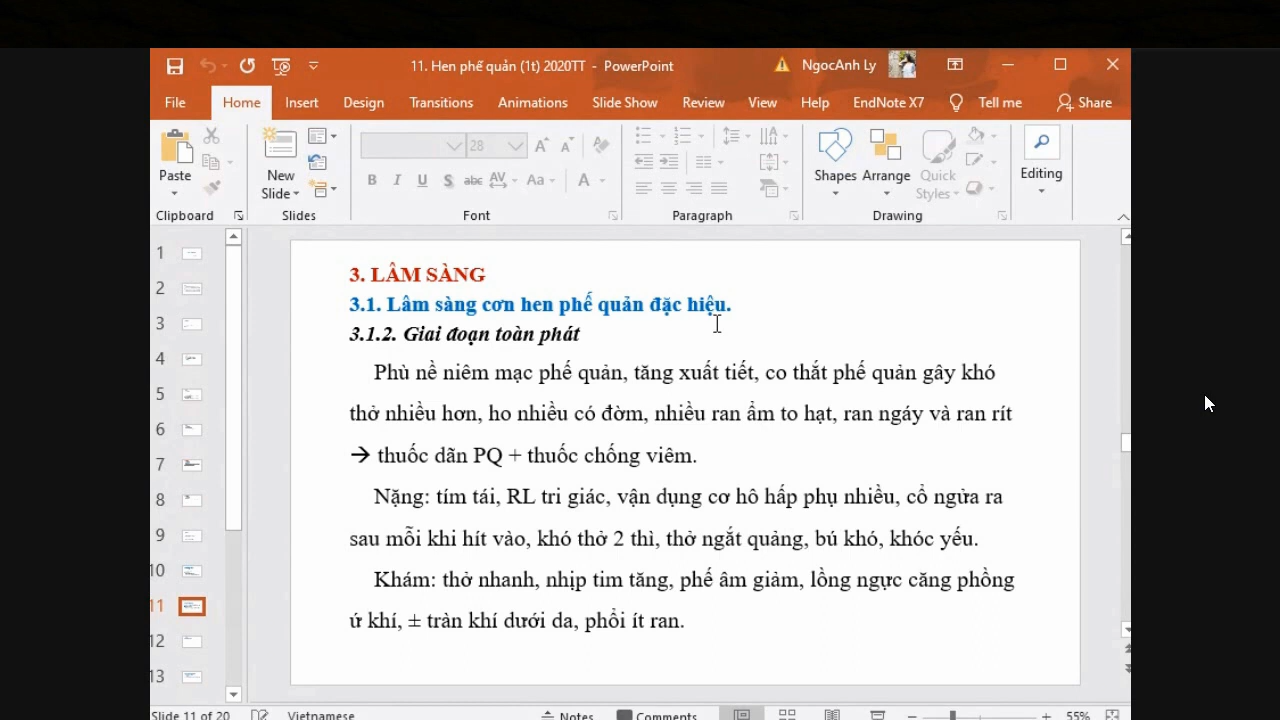 11. Hen phế quản (1t) 2020TT - PowerPoint
NgocAnh Ly
File Home Insert Design Transitions Animations Slide Show Review View Help EndNote X7 Tell me Share
28
Paste
New Slide
B I U S abc AV Aa A
Shapes Arrange Quick Styles
Editing
Clipboard Slides Font Paragraph Drawing
3. LÂM SÀNG
3.1. Lâm sàng cơn hen phế quản đặc hiệu.
3.1.2. Giai đoạn toàn phát
Phù nề niêm mạc phế quản, tăng xuất tiết, co thắt phế quản gây khó
thở nhiều hơn, ho nhiều có đờm, nhiều ran ẩm to hạt, ran ngáy và ran rít
→ thuốc dãn PQ + thuốc chống viêm.
Nặng: tím tái, RL tri giác, vận dụng cơ hô hấp phụ nhiều, cổ ngửa ra
sau mỗi khi hít vào, khó thở 2 thì, thở ngắt quảng, bú khó, khóc yếu.
Khám: thở nhanh, nhịp tim tăng, phế âm giảm, lồng ngực căng phồng
ứ khí, ± tràn khí dưới da, phổi ít ran.
1
2
3
4
5
6
7
8
9
10
11
12
13
Slide 11 of 20 Vietnamese Notes Comments 55%